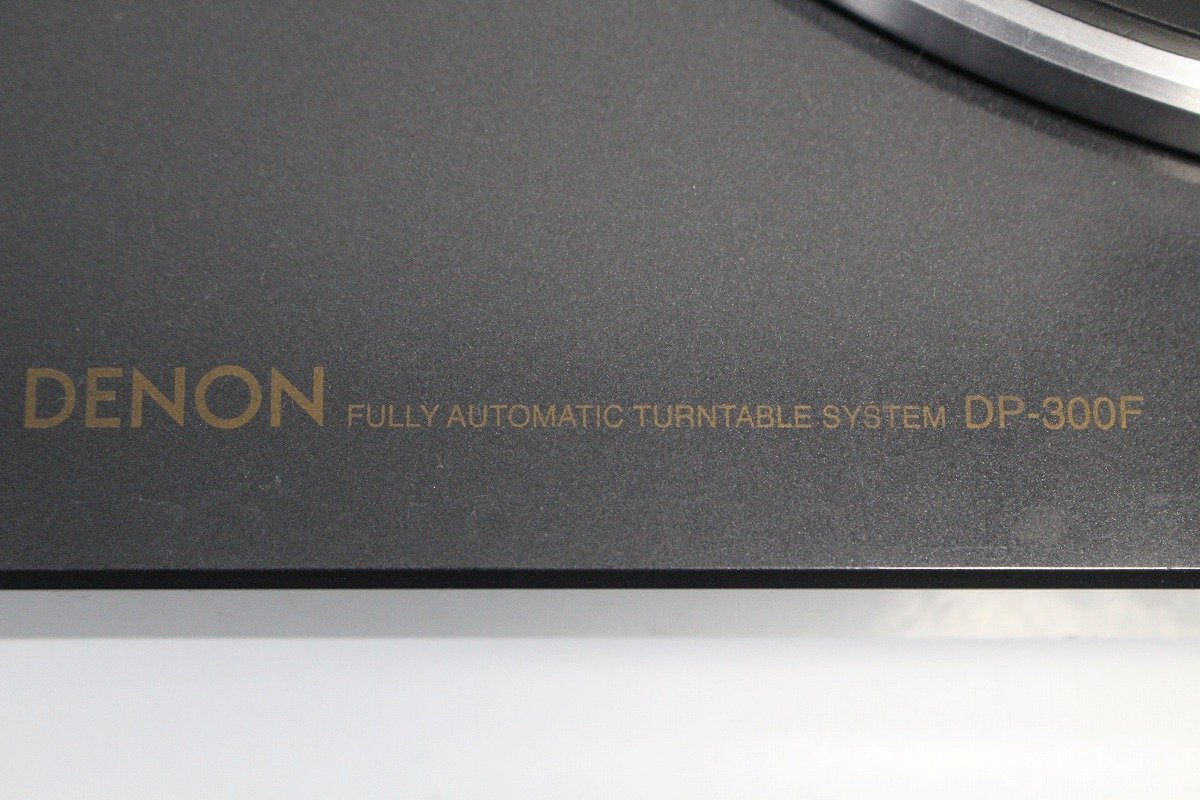 DENON FULLY AUTOMATIC TURNTABLE SYSTEM DP-300F